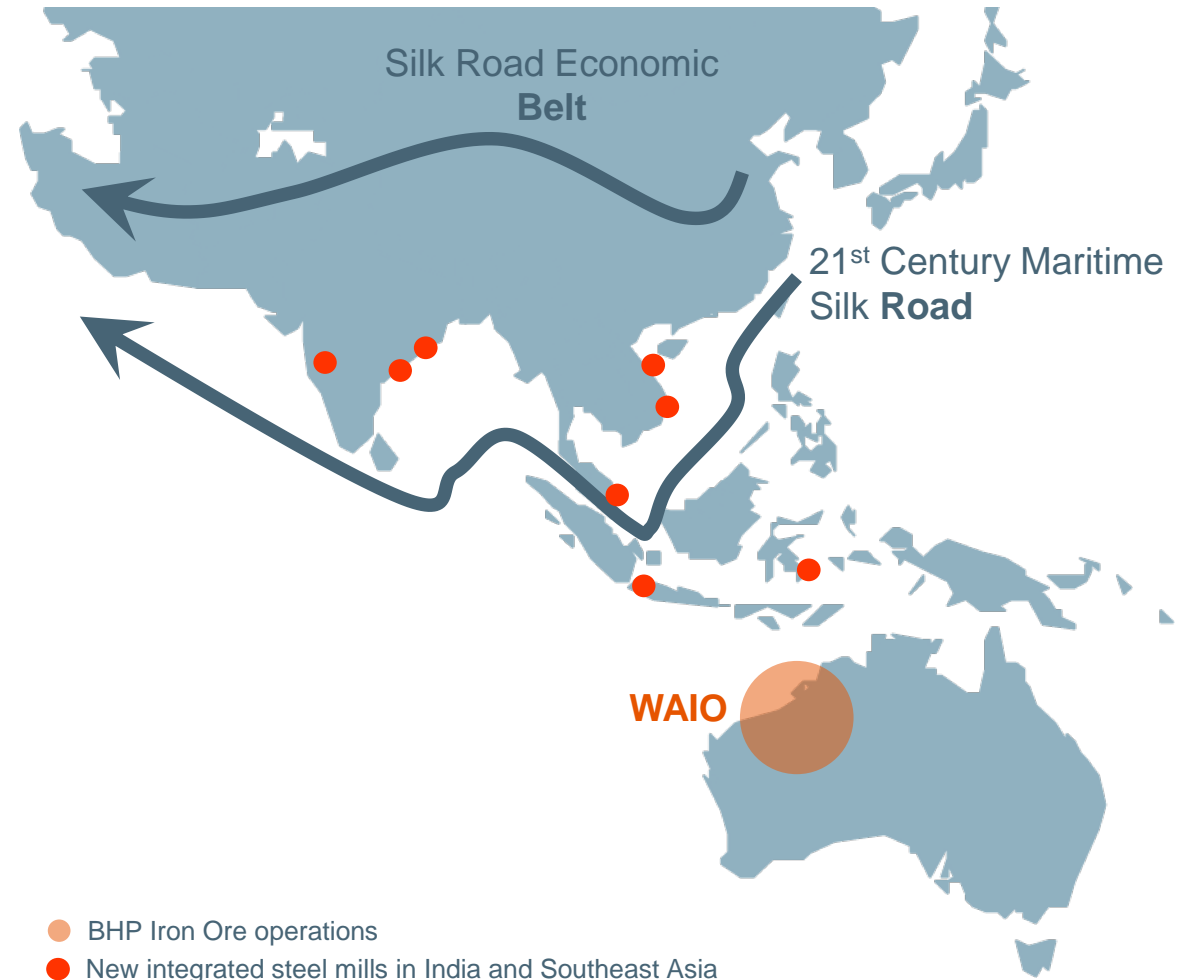 Silk Road Economic
Belt
21st Century Maritime
Silk Road
WAIO
BHP Iron Ore operations
New integrated steel mills in India and Southeast Asia